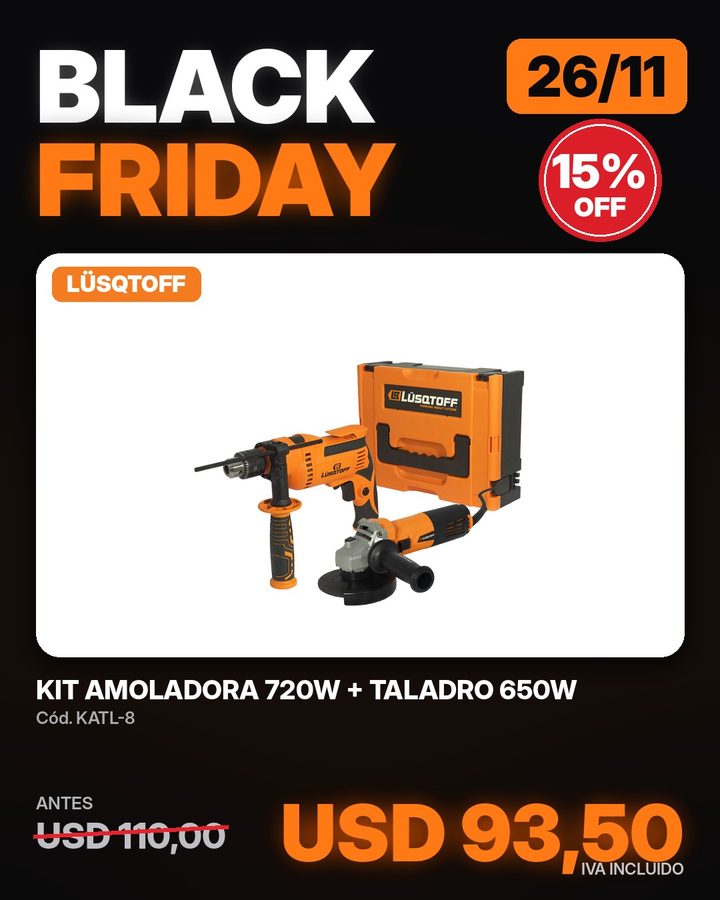 BLACK
FRIDAY
26/11
15%
OFF
LÜSQTOFF
LÜSQTOFF
LÜSQTOFF
KIT AMOLADORA 720W + TALADRO 650W
Cód. KATL-8
ANTES
USD 110,00
USD 93,50
IVA INCLUIDO